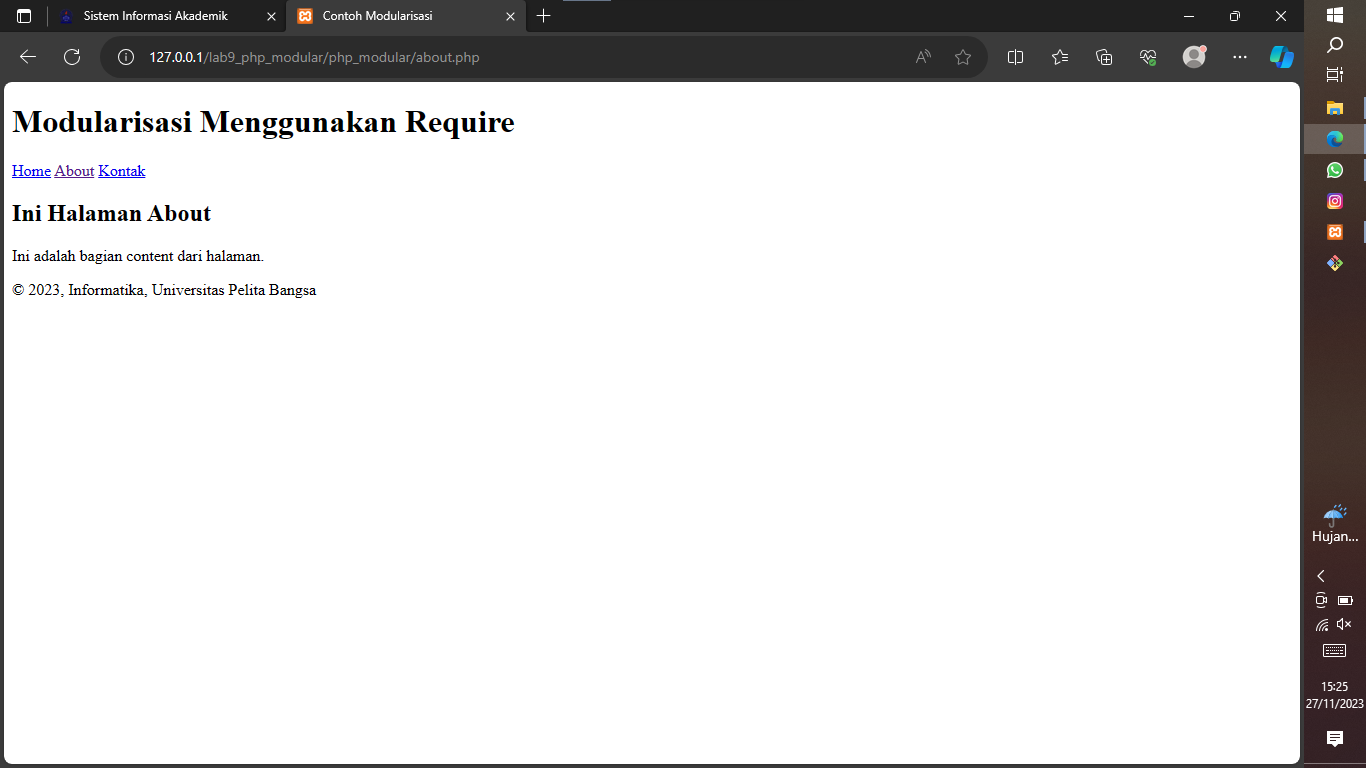 Sistem Informasi Akademik
Contoh Modularisasi
127.0.0.1/lab9_php_modular/php_modular/about.php
Modularisasi Menggunakan Require
Home About Kontak
Ini Halaman About
Ini adalah bagian content dari halaman.
© 2023, Informatika, Universitas Pelita Bangsa
Hujan...
15:25
27/11/2023